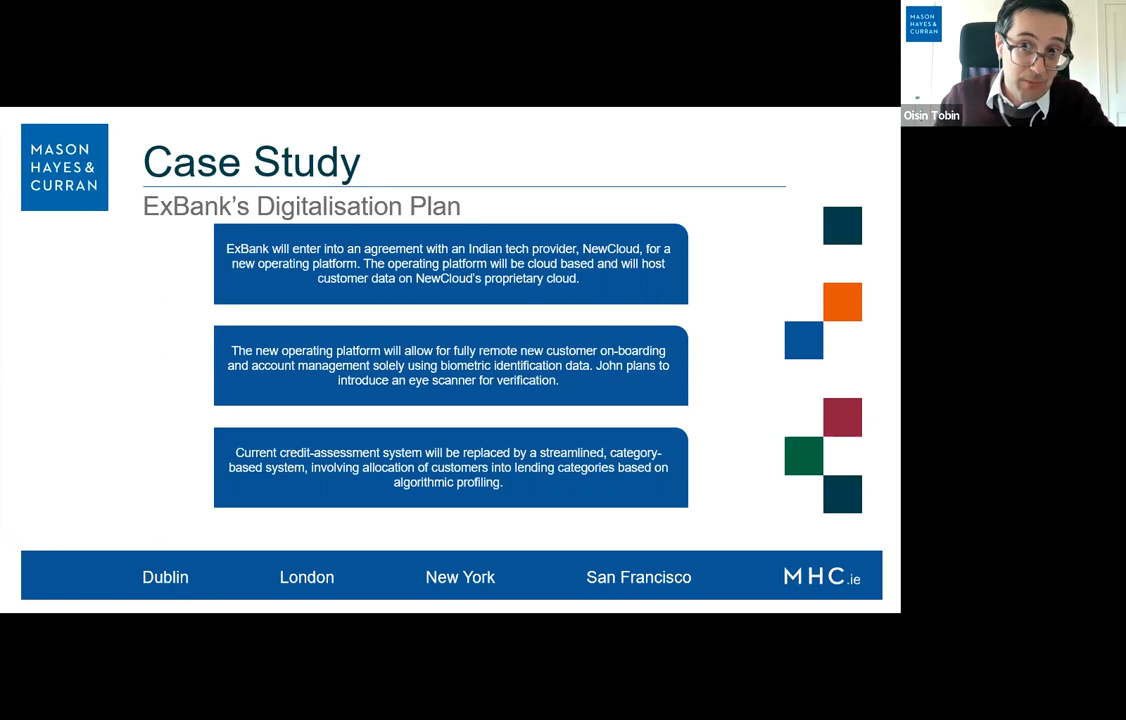 MASON
HAYES &
CURRAN
Oisin Tobin
MASON
HAYES &
CURRAN
Case Study
ExBank's Digitalisation Plan
ExBank will enter into an agreement with an Indian tech provider, NewCloud, for a
new operating platform. The operating platform will be cloud based and will host
customer data on NewCloud's proprietary cloud.
The new operating platform will allow for fully remote new customer on-boarding
and account management solely using biometric identification data. John plans to
introduce an eye scanner for verification.
Current credit-assessment system will be replaced by a streamlined, category-
based system, involving allocation of customers into lending categories based on
algorithmic profiling.
Dublin London New York San Francisco MHC.ie